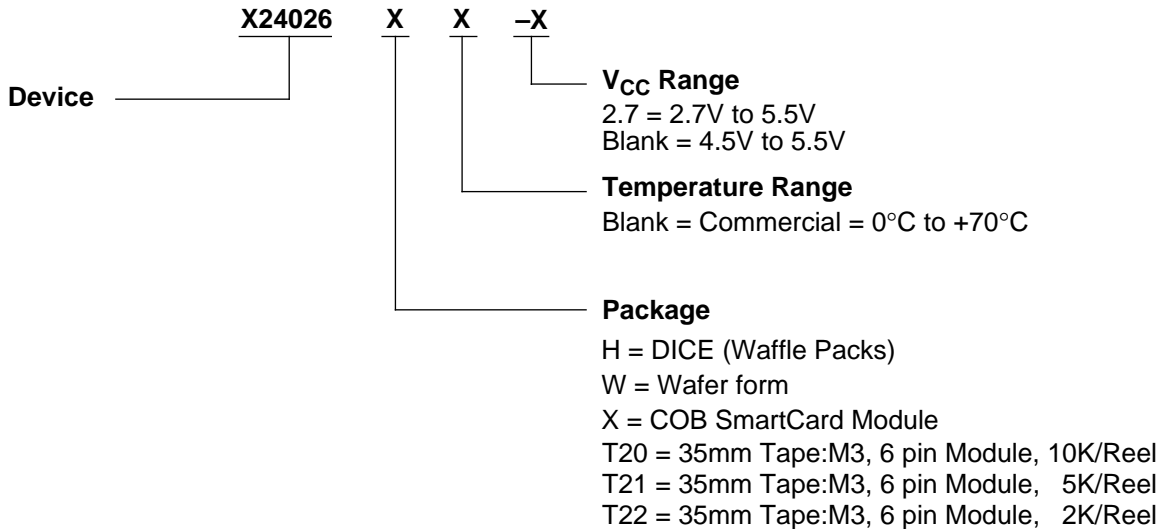 X24026 X X –X
Device
VCC Range
2.7 = 2.7V to 5.5V
Blank = 4.5V to 5.5V
Temperature Range
Blank = Commercial = 0°C to +70°C
Package
H = DICE (Waffle Packs)
W = Wafer form
X = COB SmartCard Module
T20 = 35mm Tape:M3, 6 pin Module, 10K/Reel
T21 = 35mm Tape:M3, 6 pin Module, 5K/Reel
T22 = 35mm Tape:M3, 6 pin Module, 2K/Reel